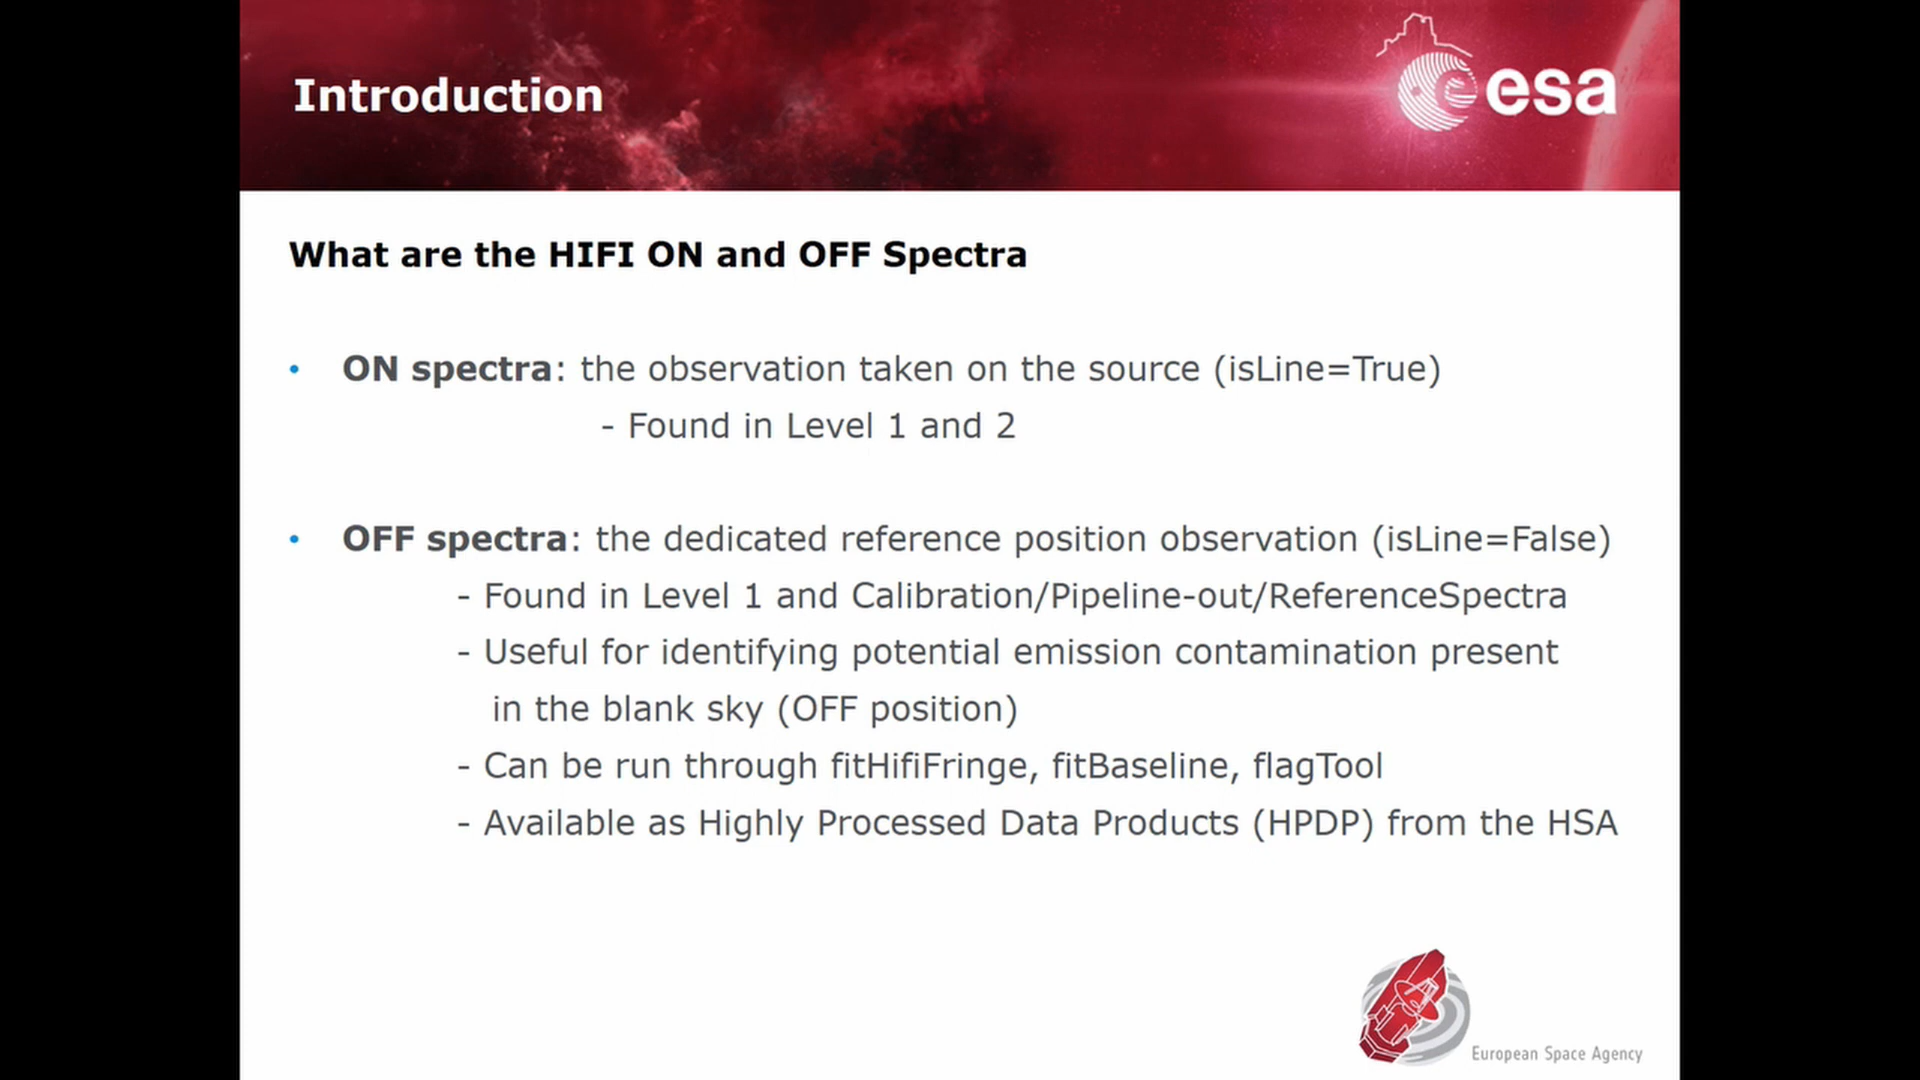 Introduction
esa
What are the HIFI ON and OFF Spectra
• ON spectra: the observation taken on the source (isLine=True)
- Found in Level 1 and 2
• OFF spectra: the dedicated reference position observation (isLine=False)
- Found in Level 1 and Calibration/Pipeline-out/ReferenceSpectra
- Useful for identifying potential emission contamination present
in the blank sky (OFF position)
- Can be run through fitHifiFringe, fitBaseline, flagTool
- Available as Highly Processed Data Products (HPDP) from the HSA
European Space Agency